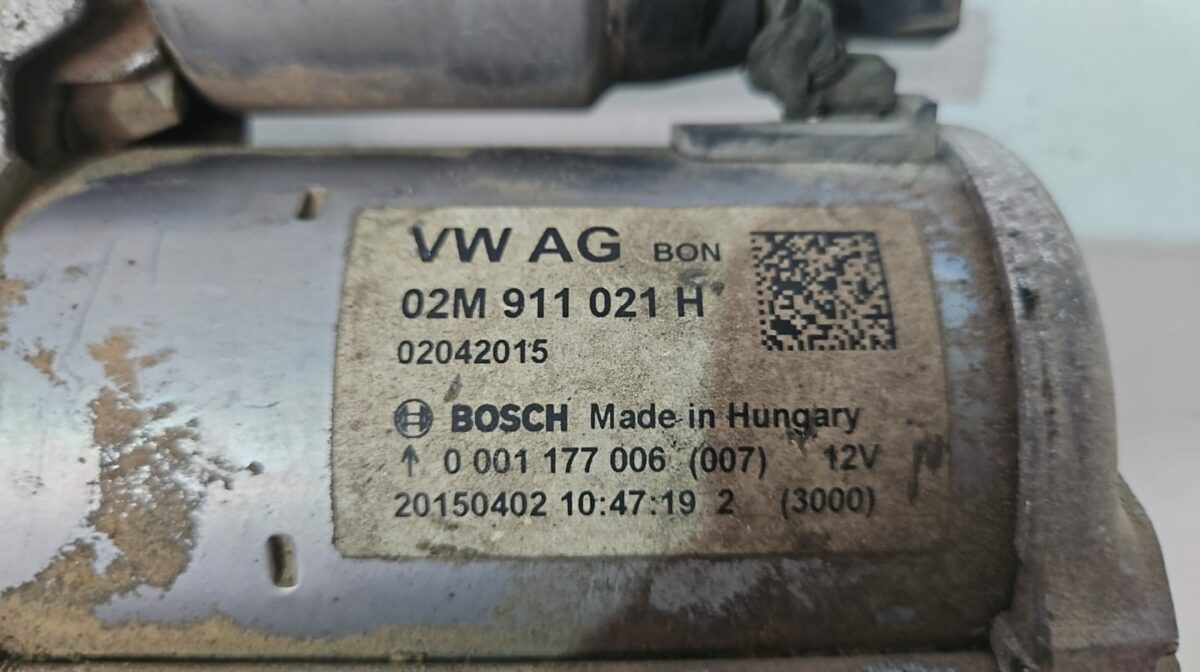 VW AG BON
02M 911 021 H
02042015
BOSCH Made in Hungary
↑ 0 001 177 006 (007) 12V
20150402 10:47:19 2 (3000)